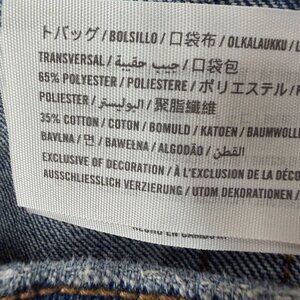 トバッグ / BOLSILLO / 口袋布 / OLKALAUKKU /
TRANSVERSAL / جيب حقيبة / 口袋包
65% POLYESTER / POLIESTERE / ポリエステル /
POLIESTER / البوليستر / 聚脂纖維
35% COTTON / COTON / BOMULD / KATOEN / BAUMWOLLE
BAVLNA / 면 / BAWEŁNA / ALGODÃO / القطن /
EXCLUSIVE OF DECORATION / À L'EXCLUSION DE LA
AUSSCHLIESSLICH VERZIERUNG / UTOM DEKORATIONEN /